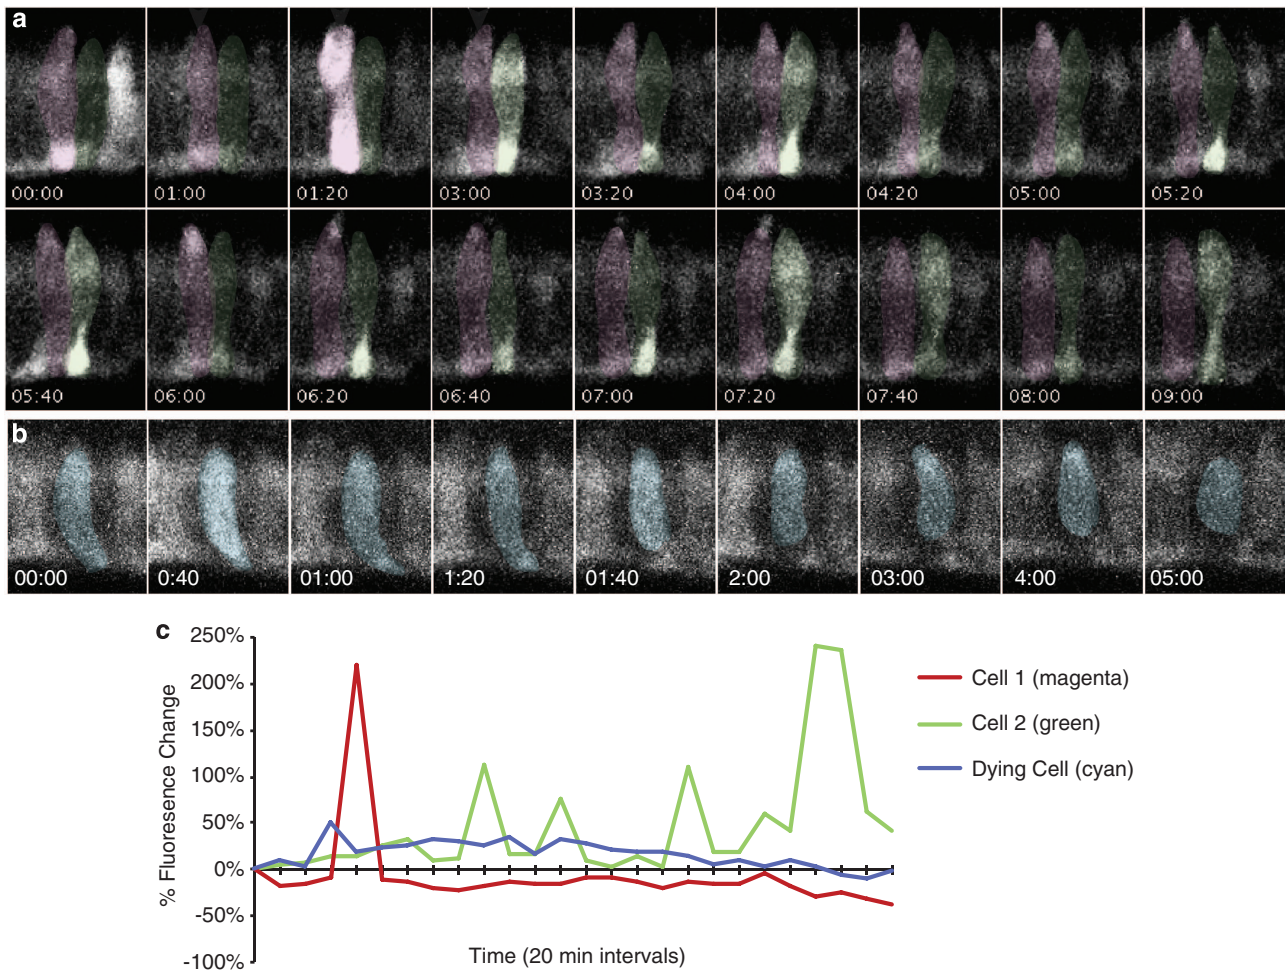 a
00:00 01:00 01:20 03:00 03:20 04:00 04:20 05:00 05:20
05:40 06:00 06:20 06:40 07:00 07:20 07:40 08:00 09:00
b
00:00 0:40 01:00 1:20 01:40 2:00 03:00 4:00 05:00
c
250%
200%
150%
100%
50%
0%
-50%
-100%
% Fluoresence Change
Time (20 min intervals)
Cell 1 (magenta)
Cell 2 (green)
Dying Cell (cyan)